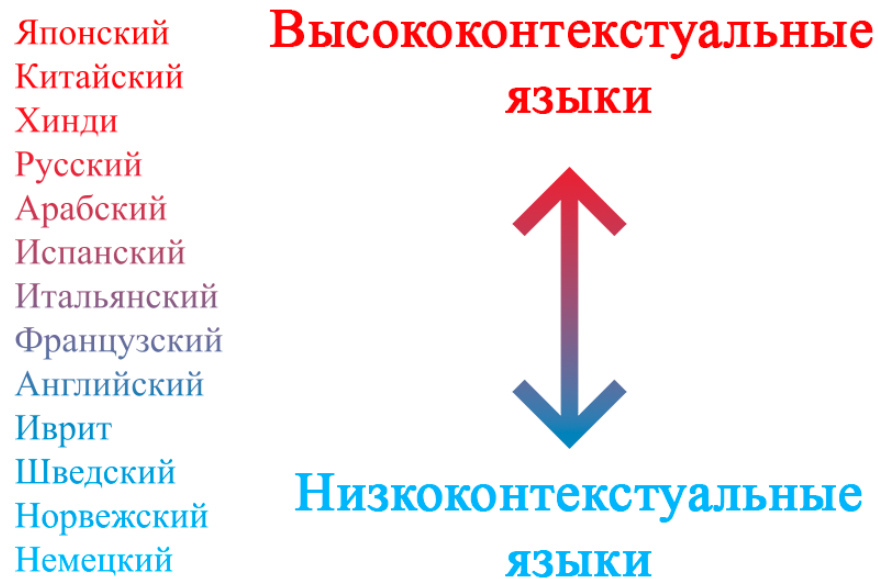 Японский
Китайский
Хинди
Русский
Арабский
Испанский
Итальянский
Французский
Английский
Иврит
Шведский
Норвежский
Немецкий
Высококонтекстуальные
языки
Низкоконтекстуальные
языки